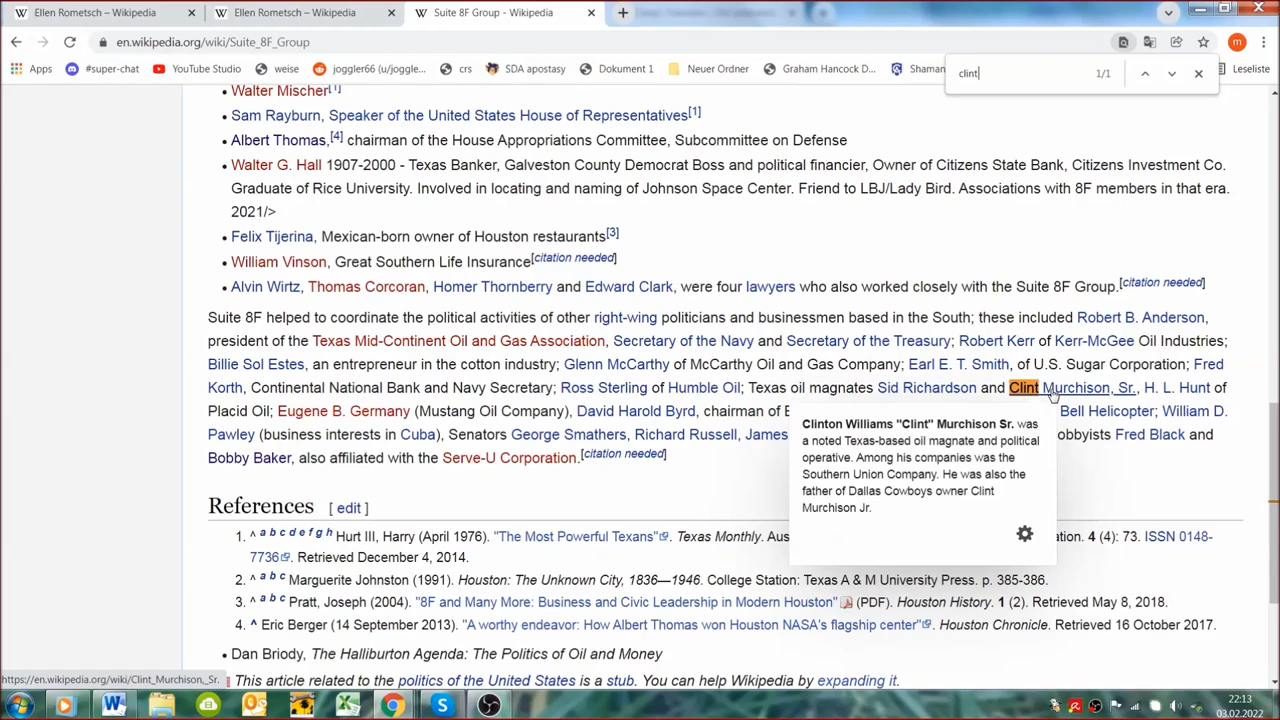 Ellen Rometsch – Wikipedia
Ellen Rometsch – Wikipedia
Suite 8F Group - Wikipedia
en.wikipedia.org/wiki/Suite_8F_Group
m
Apps #super-chat YouTube Studio weise joggler66 (u/joggle... crs SDA apostasy Dokument 1 Neuer Ordner Graham Hancock D... Shaman Leseliste
clint 1/1
• Walter Mischer[1]
• Sam Rayburn, Speaker of the United States House of Representatives[1]
• Albert Thomas,[4] chairman of the House Appropriations Committee, Subcommittee on Defense
• Walter G. Hall 1907-2000 - Texas Banker, Galveston County Democrat Boss and political financier, Owner of Citizens State Bank, Citizens Investment Co.
Graduate of Rice University. Involved in locating and naming of Johnson Space Center. Friend to LBJ/Lady Bird. Associations with 8F members in that era.
2021/>
• Felix Tijerina, Mexican-born owner of Houston restaurants[3]
• William Vinson, Great Southern Life Insurance[citation needed]
• Alvin Wirtz, Thomas Corcoran, Homer Thornberry and Edward Clark, were four lawyers who also worked closely with the Suite 8F Group.[citation needed]
Suite 8F helped to coordinate the political activities of other right-wing politicians and businessmen based in the South; these included Robert B. Anderson,
president of the Texas Mid-Continent Oil and Gas Association, Secretary of the Navy and Secretary of the Treasury; Robert Kerr of Kerr-McGee Oil Industries;
Billie Sol Estes, an entrepreneur in the cotton industry; Glenn McCarthy of McCarthy Oil and Gas Company; Earl E. T. Smith, of U.S. Sugar Corporation; Fred
Korth, Continental National Bank and Navy Secretary; Ross Sterling of Humble Oil; Texas oil magnates Sid Richardson and Clint Murchison, Sr., H. L. Hunt of
Placid Oil; Eugene B. Germany (Mustang Oil Company), David Harold Byrd, chairman of Bell Helicopter; William D.
Pawley (business interests in Cuba), Senators George Smathers, Richard Russell, James obbyists Fred Black and
Bobby Baker, also affiliated with the Serve-U Corporation.[citation needed]
Clinton Williams "Clint" Murchison Sr. was
a noted Texas-based oil magnate and political
operative. Among his companies was the
Southern Union Company. He was also the
father of Dallas Cowboys owner Clint
Murchison Jr.
References [ edit ]
1. ^ a b c d e f g h Hurt III, Harry (April 1976). "The Most Powerful Texans". Texas Monthly. Aus ation. 4 (4): 73. ISSN 0148-
7736. Retrieved December 4, 2014.
2. ^ a b c Marguerite Johnston (1991). Houston: The Unknown City, 1836—1946. College Station: Texas A & M University Press. p. 385-386.
3. ^ a b c Pratt, Joseph (2004). "8F and Many More: Business and Civic Leadership in Modern Houston" (PDF). Houston History. 1 (2). Retrieved May 8, 2018.
4. ^ Eric Berger (14 September 2013). "A worthy endeavor: How Albert Thomas won Houston NASA's flagship center". Houston Chronicle. Retrieved 16 October 2017.
• Dan Briody, The Halliburton Agenda: The Politics of Oil and Money
This article related to the politics of the United States is a stub. You can help Wikipedia by expanding it.
https://en.wikipedia.org/wiki/Clint_Murchison,_Sr.
22:13
03.02.2022